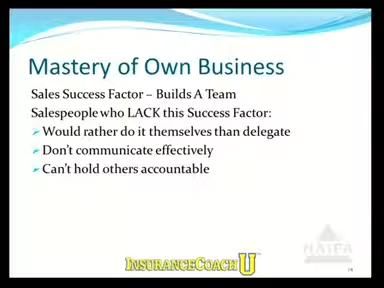 Mastery of Own Business
Sales Success Factor – Builds A Team
Salespeople who LACK this Success Factor:
Would rather do it themselves than delegate
Don't communicate effectively
Can't hold others accountable
NAIFA
INSURANCECOACH U